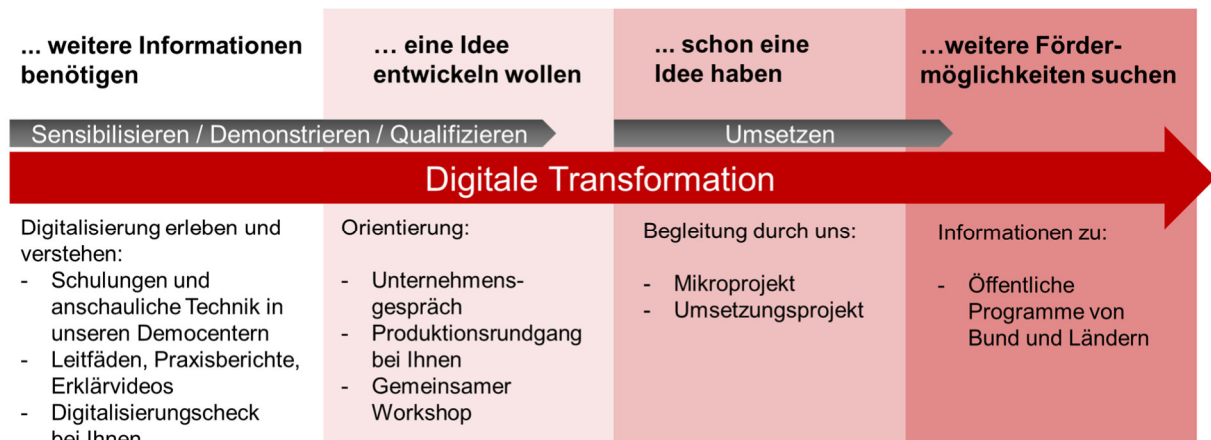 ... weitere Informationen
benötigen
… eine Idee
entwickeln wollen
... schon eine
Idee haben
…weitere Förder-
möglichkeiten suchen
Sensibilisieren / Demonstrieren / Qualifizieren
Umsetzen
Digitale Transformation
Digitalisierung erleben und
verstehen:
- Schulungen und
anschauliche Technik in
unseren Democentern
- Leitfäden, Praxisberichte,
Erklärvideos
- Digitalisierungscheck
bei Ihnen
Orientierung:
- Unternehmens-
gespräch
- Produktionsrundgang
bei Ihnen
- Gemeinsamer
Workshop
Begleitung durch uns:
- Mikroprojekt
- Umsetzungsprojekt
Informationen zu:
- Öffentliche
Programme von
Bund und Ländern